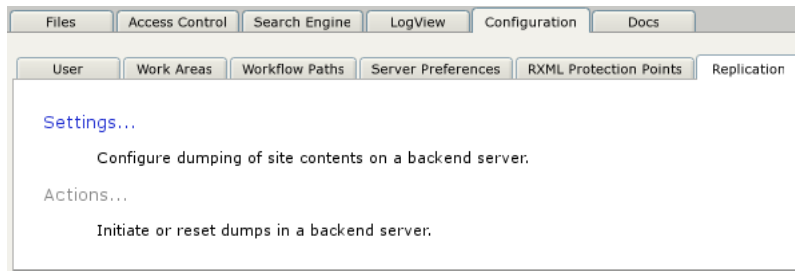 Files Access Control Search Engine LogView Configuration Docs
User Work Areas Workflow Paths Server Preferences RXML Protection Points Replication
Settings...
Configure dumping of site contents on a backend server.
Actions...
Initiate or reset dumps in a backend server.